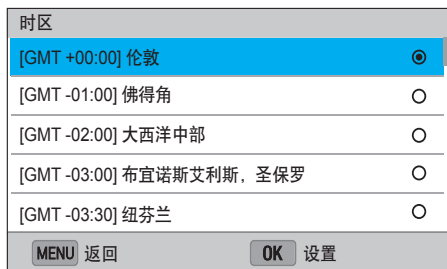 时区
[GMT +00:00] 伦敦
[GMT -01:00] 佛得角
[GMT -02:00] 大西洋中部
[GMT -03:00] 布宜诺斯艾利斯，圣保罗
[GMT -03:30] 纽芬兰
MENU 返回 OK 设置